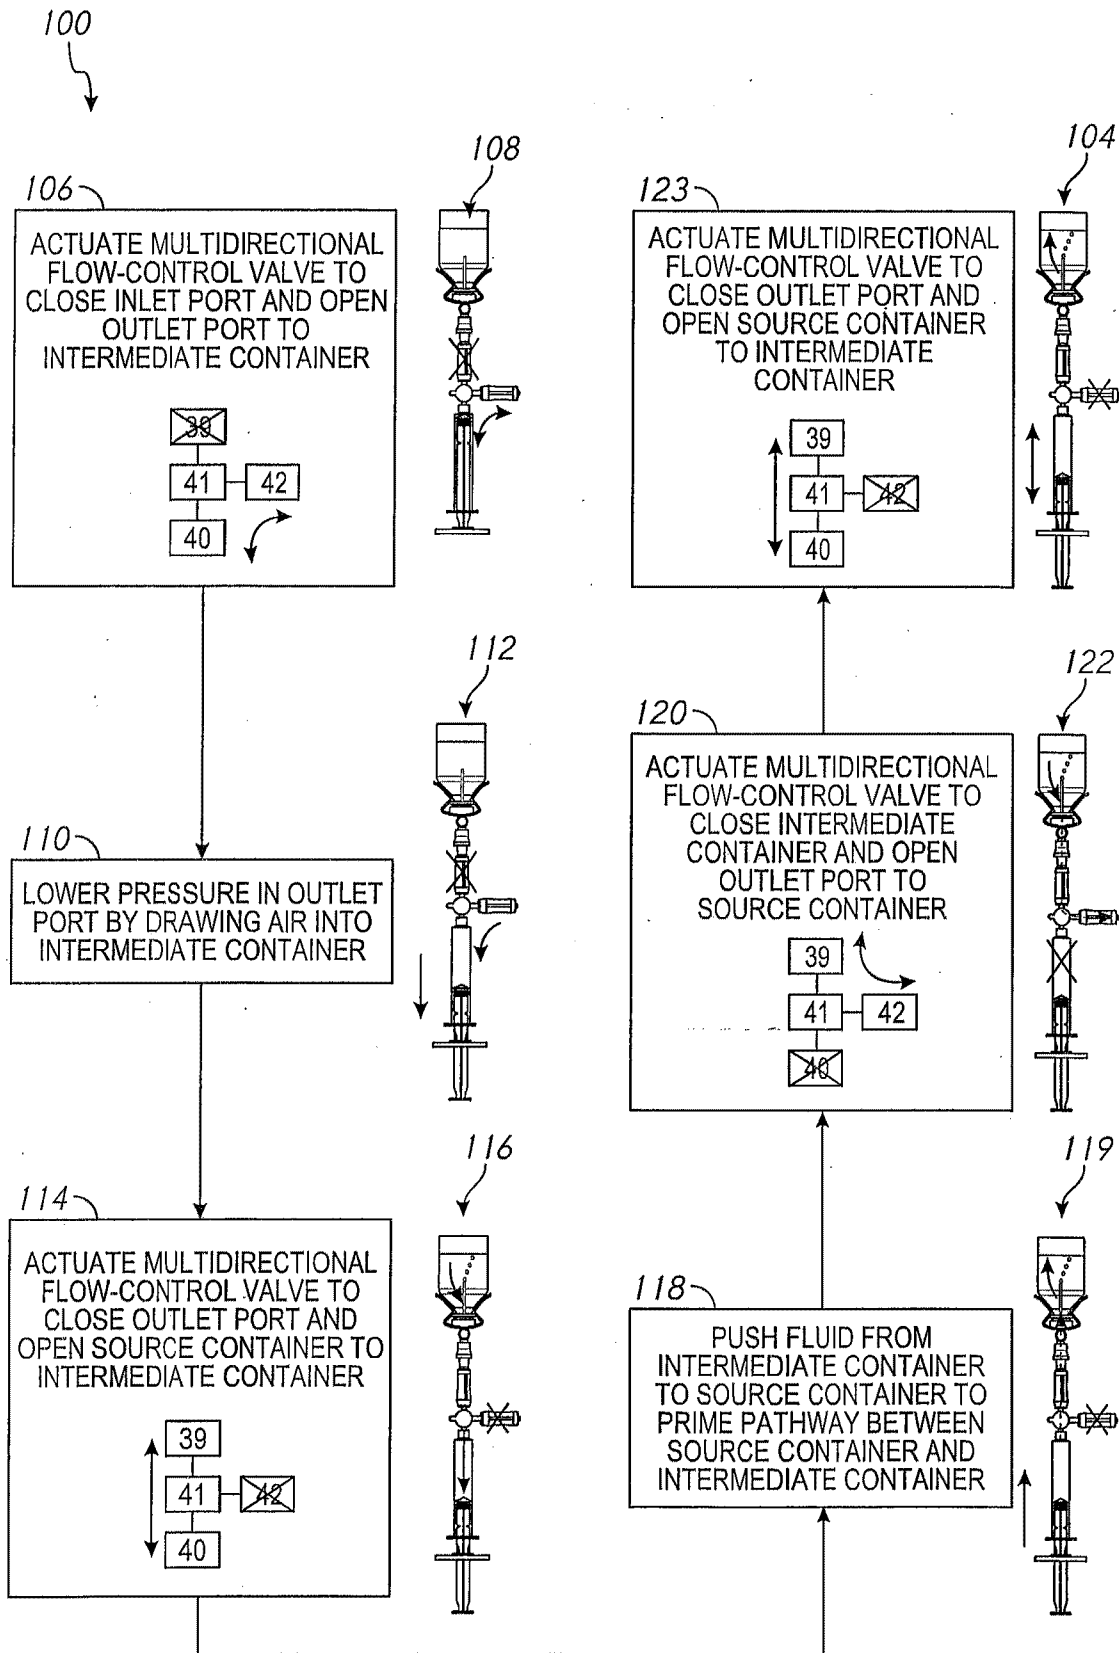 100
108
106
ACTUATE MULTIDIRECTIONAL
FLOW-CONTROL VALVE TO
CLOSE INLET PORT AND OPEN
OUTLET PORT TO
INTERMEDIATE CONTAINER
39
41
42
40
112
110
LOWER PRESSURE IN OUTLET
PORT BY DRAWING AIR INTO
INTERMEDIATE CONTAINER
116
114
ACTUATE MULTIDIRECTIONAL
FLOW-CONTROL VALVE TO
CLOSE OUTLET PORT AND
OPEN SOURCE CONTAINER TO
INTERMEDIATE CONTAINER
39
41
42
40
119
118
PUSH FLUID FROM
INTERMEDIATE CONTAINER
TO SOURCE CONTAINER TO
PRIME PATHWAY BETWEEN
SOURCE CONTAINER AND
INTERMEDIATE CONTAINER
122
120
ACTUATE MULTIDIRECTIONAL
FLOW-CONTROL VALVE TO
CLOSE INTERMEDIATE
CONTAINER AND OPEN
OUTLET PORT TO
SOURCE CONTAINER
39
41
42
40
104
123
ACTUATE MULTIDIRECTIONAL
FLOW-CONTROL VALVE TO
CLOSE OUTLET PORT AND
OPEN SOURCE CONTAINER
TO INTERMEDIATE
CONTAINER
39
41
42
40